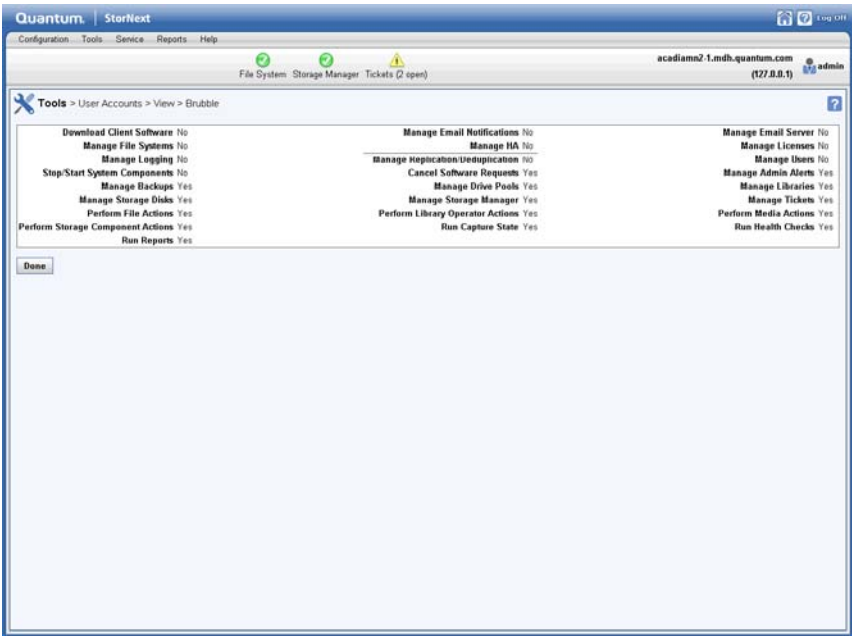 Quantum. StorNext Log Off
Configuration Tools Service Reports Help
File System Storage Manager Tickets (2 open)
acadiamn2-1.mdh.quantum.com
(127.0.0.1)
admin
Tools > User Accounts > View > Brubble
Download Client Software No Manage Email Notifications No Manage Email Server No
Manage File Systems No Manage HA No Manage Licenses No
Manage Logging No Manage Replication/Deduplication No Manage Users No
Stop/Start System Components No Cancel Software Requests Yes Manage Admin Alerts Yes
Manage Backups Yes Manage Drive Pools Yes Manage Libraries Yes
Manage Storage Disks Yes Manage Storage Manager Yes Manage Tickets Yes
Perform File Actions Yes Perform Library Operator Actions Yes Perform Media Actions Yes
Perform Storage Component Actions Yes Run Capture State Yes Run Health Checks Yes
Run Reports Yes
Done